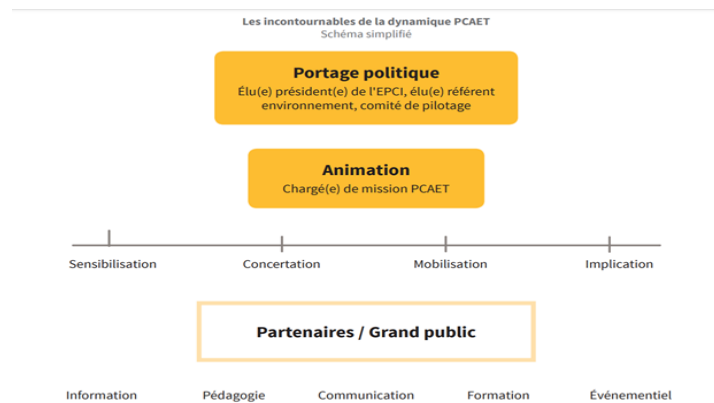 Les incontournables de la dynamique PCAET
Schéma simplifié
Portage politique
Élu(e) président(e) de l'EPCI, élu(e) référent
environnement, comité de pilotage
Animation
Chargé(e) de mission PCAET
Sensibilisation
Concertation
Mobilisation
Implication
Partenaires / Grand public
Information
Pédagogie
Communication
Formation
Événementiel